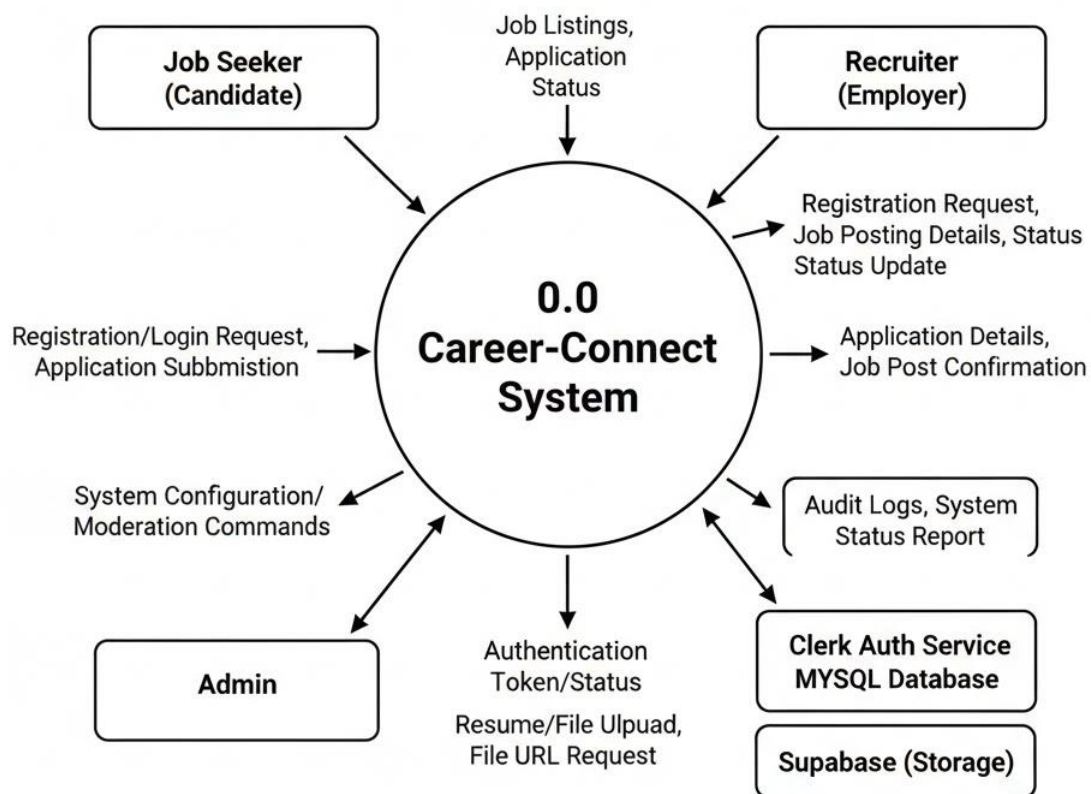 Job Seeker
(Candidate)
Job Listings,
Application
Status
Recruiter
(Employer)
Registration Request,
Job Posting Details, Status
Status Update
0.0
Career-Connect
System
Registration/Login Request,
Application Subbmistion
Application Details,
Job Post Confirmation
System Configuration/
Moderation Commands
Audit Logs, System
Status Report
Admin
Authentication
Token/Status
Resume/File Ulpuad,
File URL Request
Clerk Auth Service
MYSQL Database
Supabase (Storage)